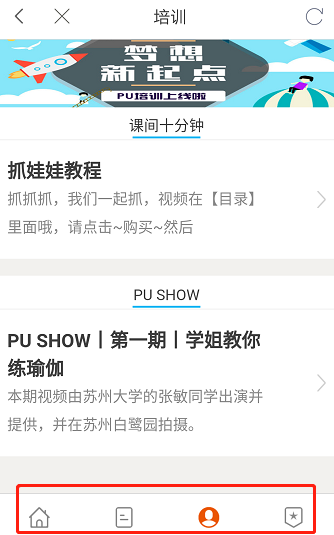 培训
梦想
新起点
PU培训上线啦
课间十分钟
抓娃娃教程
抓抓抓，我们一起抓，视频在【目录】
里面哦，请点击~购买~然后
PU SHOW
PU SHOW丨第一期丨学姐教你
练瑜伽
本期视频由苏州大学的张敏同学出演并
提供，并在苏州白鹭园拍摄。